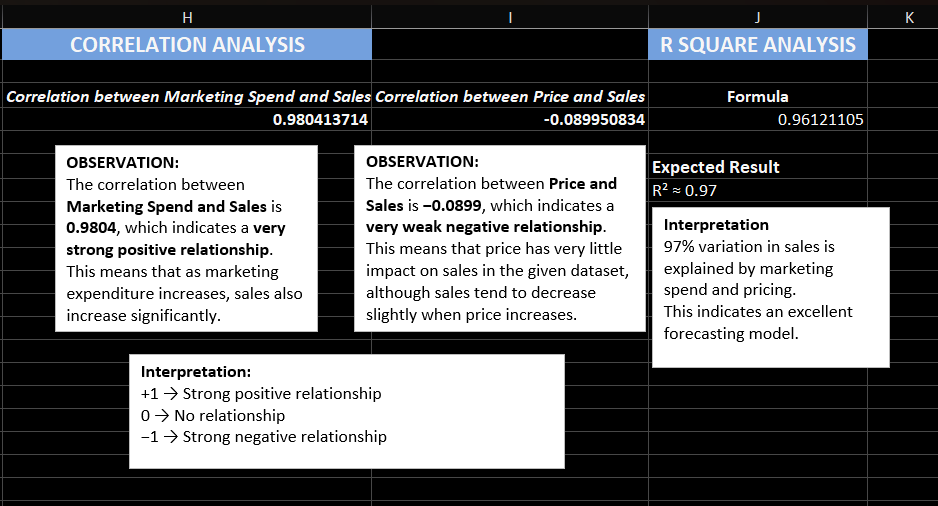 H I J K
CORRELATION ANALYSIS R SQUARE ANALYSIS
Correlation between Marketing Spend and Sales Correlation between Price and Sales Formula
0.980413714 -0.089950834 0.96121105
OBSERVATION:
The correlation between
Marketing Spend and Sales is
0.9804, which indicates a very
strong positive relationship.
This means that as marketing
expenditure increases, sales also
increase significantly.
OBSERVATION:
The correlation between Price and
Sales is −0.0899, which indicates a
very weak negative relationship.
This means that price has very little
impact on sales in the given dataset,
although sales tend to decrease
slightly when price increases.
Expected Result
R² ≈ 0.97
Interpretation
97% variation in sales is
explained by marketing
spend and pricing.
This indicates an excellent
forecasting model.
Interpretation:
+1 → Strong positive relationship
0 → No relationship
−1 → Strong negative relationship